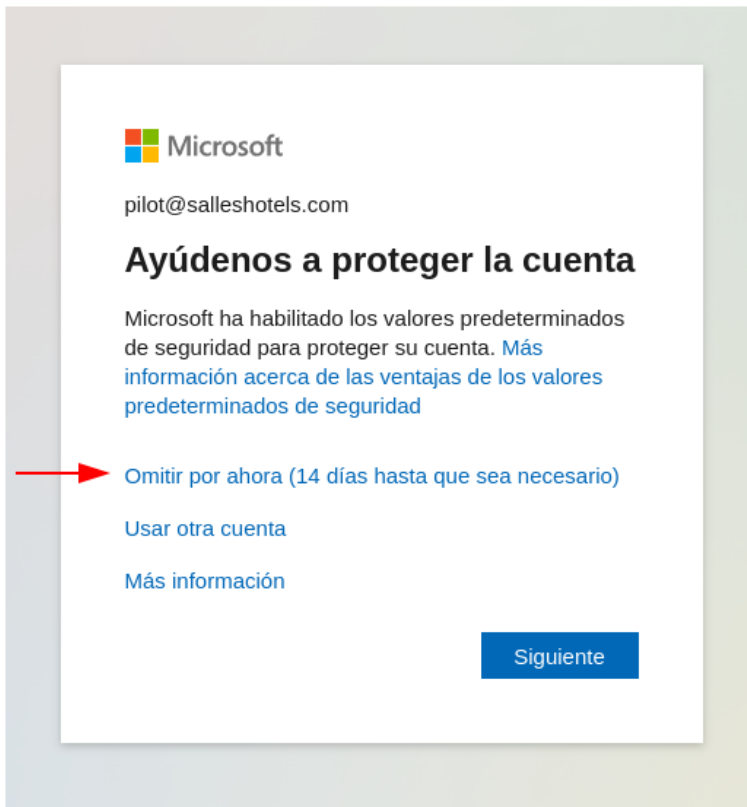 Microsoft
pilot@salleshotels.com
Ayúdenos a proteger la cuenta
Microsoft ha habilitado los valores predeterminados
de seguridad para proteger su cuenta. Más
información acerca de las ventajas de los valores
predeterminados de seguridad
Omitir por ahora (14 días hasta que sea necesario)
Usar otra cuenta
Más información
Siguiente